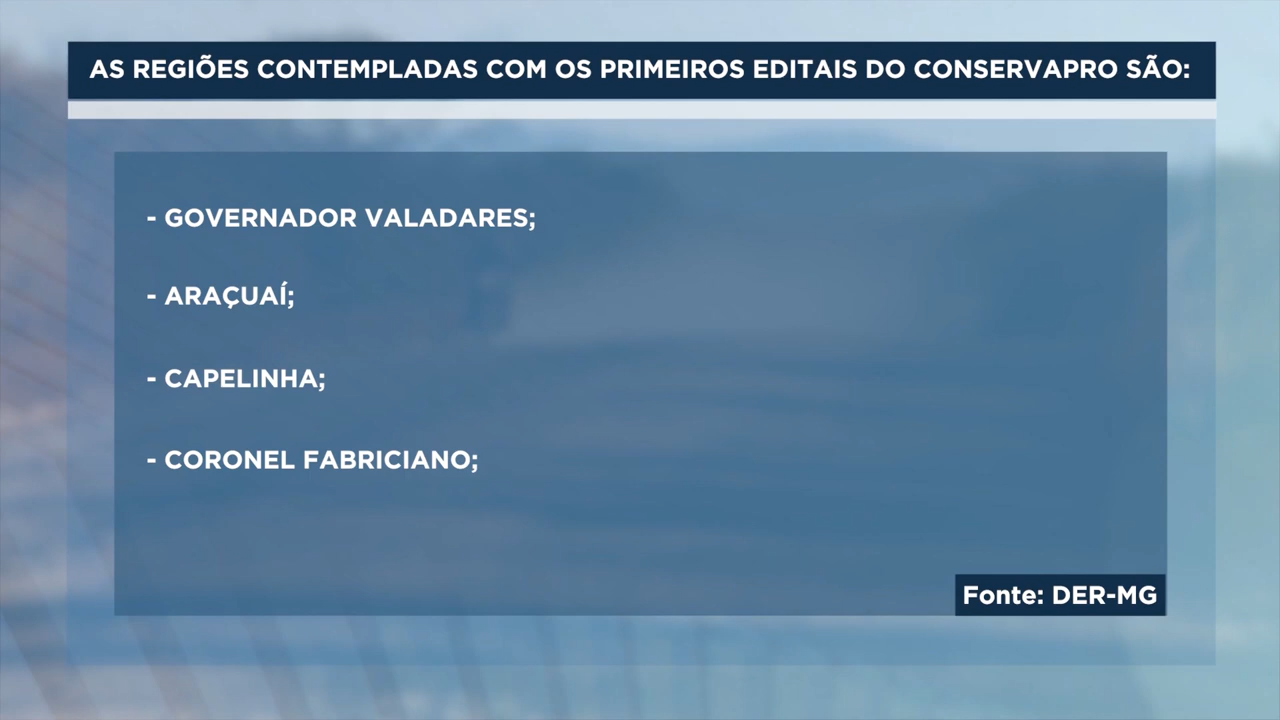 AS REGIÕES CONTEMPLADAS COM OS PRIMEIROS EDITAIS DO CONSERVAPRO SÃO:
- GOVERNADOR VALADARES;
- ARAÇUAÍ;
- CAPELINHA;
- CORONEL FABRICIANO;
Fonte: DER-MG